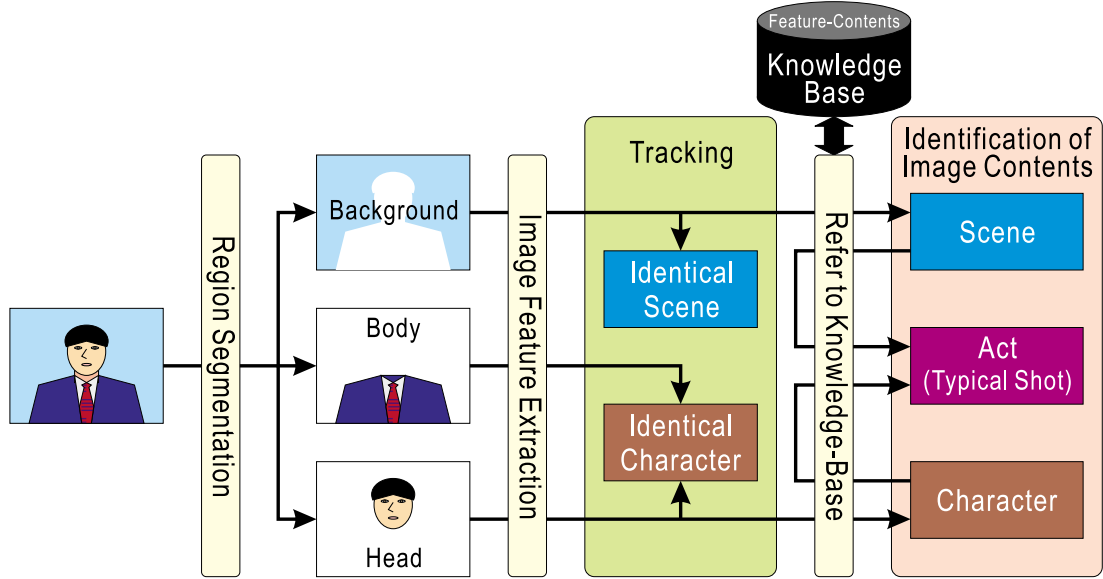 Feature-Contents
Knowledge
Base
Region Segmentation
Background
Body
Head
Image Feature Extraction
Tracking
Identical
Scene
Identical
Character
Refer to Knowledge-Base
Identification of
Image Contents
Scene
Act
(Typical Shot)
Character